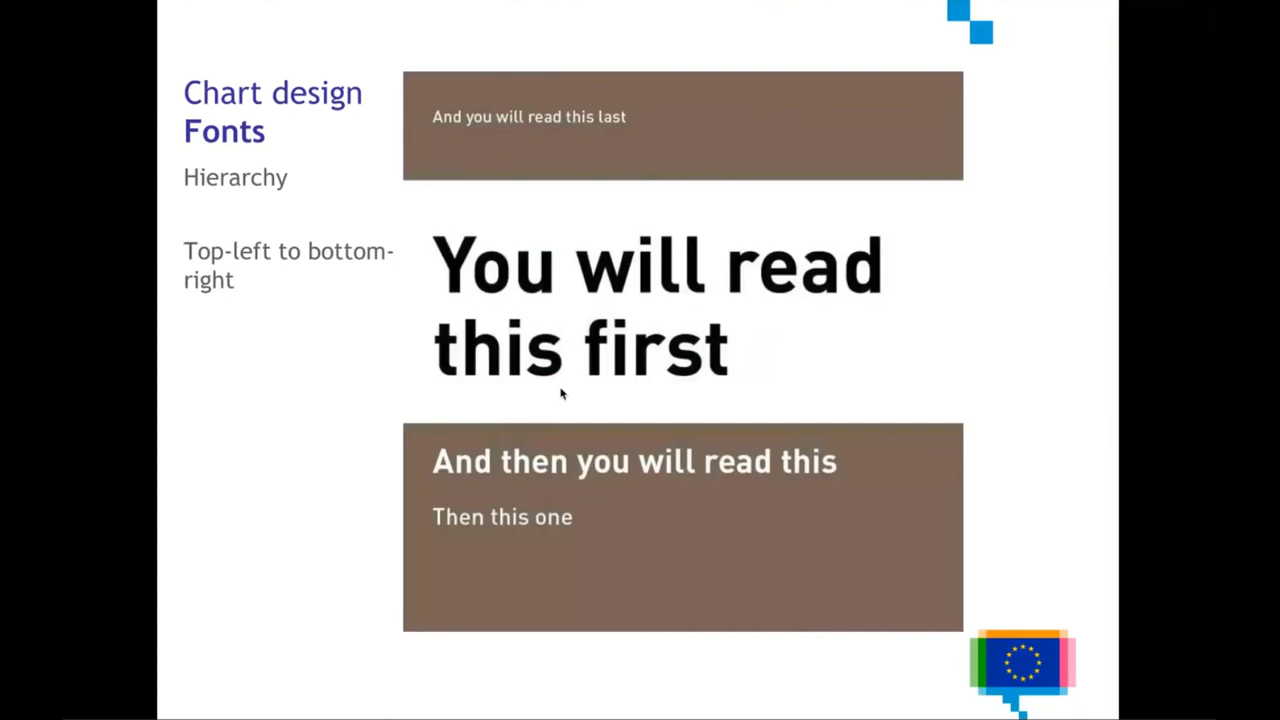 Chart design
Fonts
Hierarchy
Top-left to bottom-
right
And you will read this last
You will read
this first
And then you will read this
Then this one